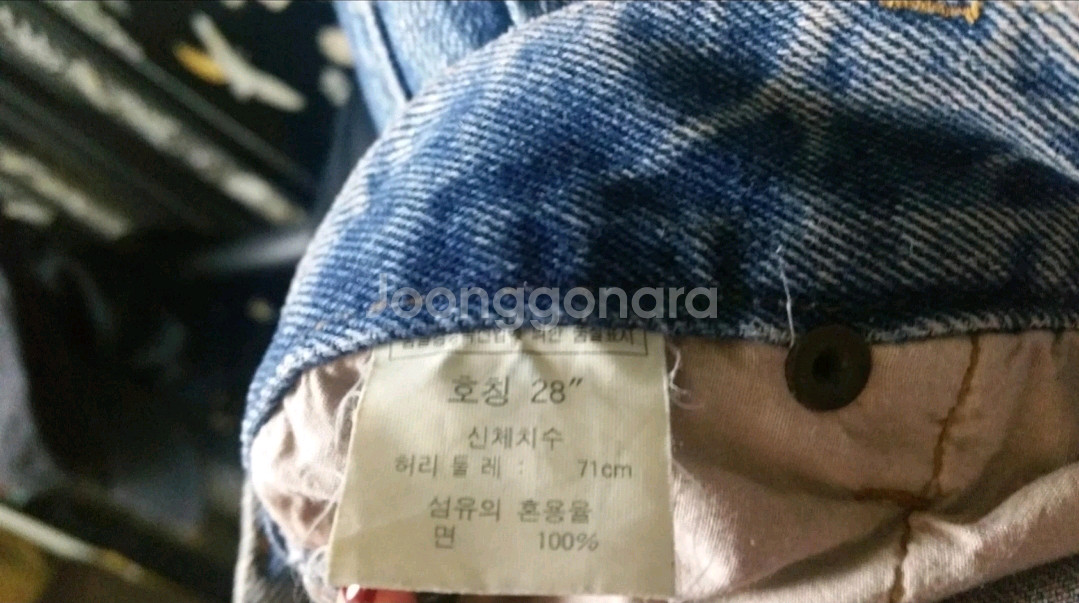 Joonggonara
호칭 28"
신체치수
허리 둘레 : 71cm
섬유의 혼용율
면 100%